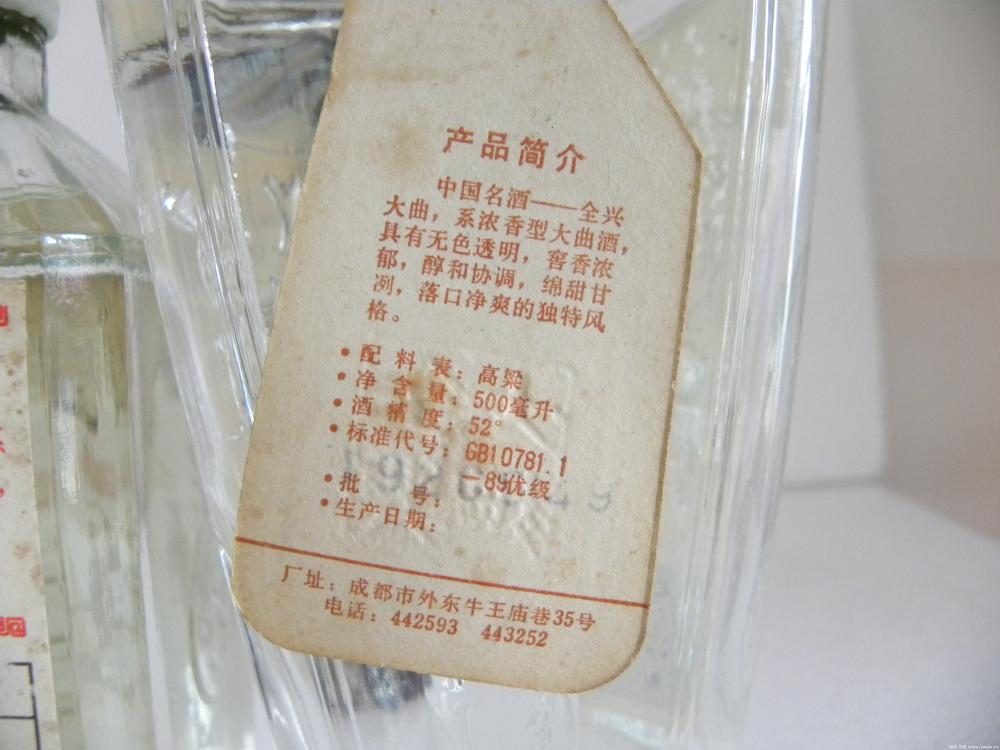 产品简介
中国名酒——全兴
大曲，系浓香型大曲酒，
具有无色透明，窖香浓
郁，醇和协调，绵甜甘
冽，落口净爽的独特风
格。
•配料表：高粱
•净含量：500毫升
•酒精度：52°
•标准代号：GB10781.1
—89优级
•批号：
•生产日期：
厂址：成都市外东牛王庙巷35号
电话：442593 443252